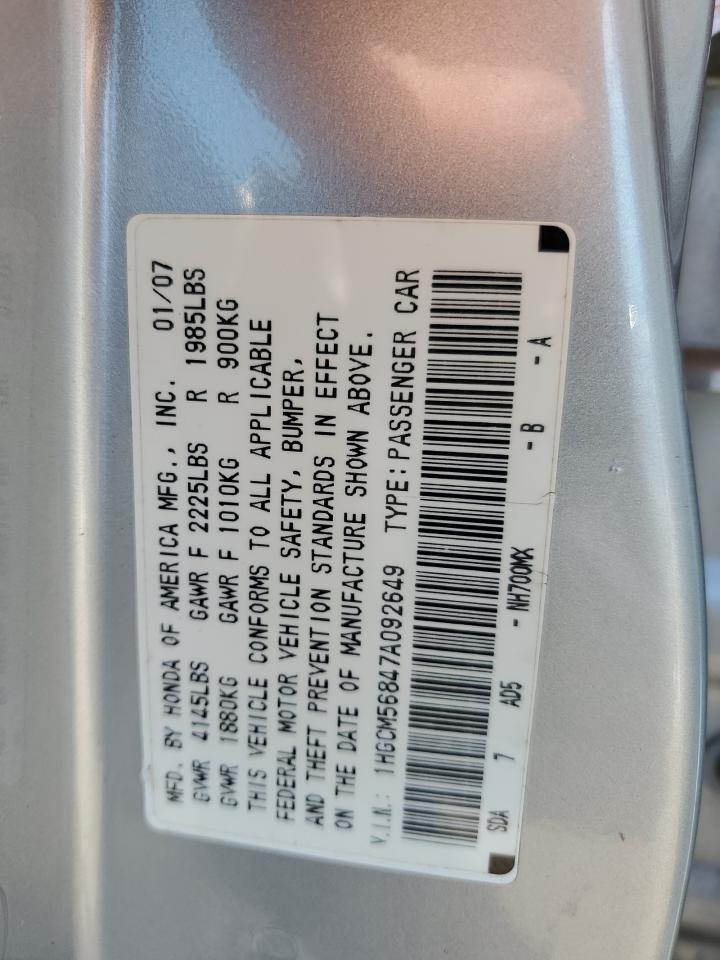 MFD. BY HONDA OF AMERICA MFG., INC. 01/07
GVWR 4145LBS GAWR F 2225LBS R 1985LBS
GVWR 1880KG GAWR F 1010KG R 900KG
THIS VEHICLE CONFORMS TO ALL APPLICABLE
FEDERAL MOTOR VEHICLE SAFETY, BUMPER,
AND THEFT PREVENTION STANDARDS IN EFFECT
ON THE DATE OF MANUFACTURE SHOWN ABOVE.
V.I.N.: 1HGCM56847A092649 TYPE: PASSENGER CAR
SDA 7 AD5 - NH700MX - B - A